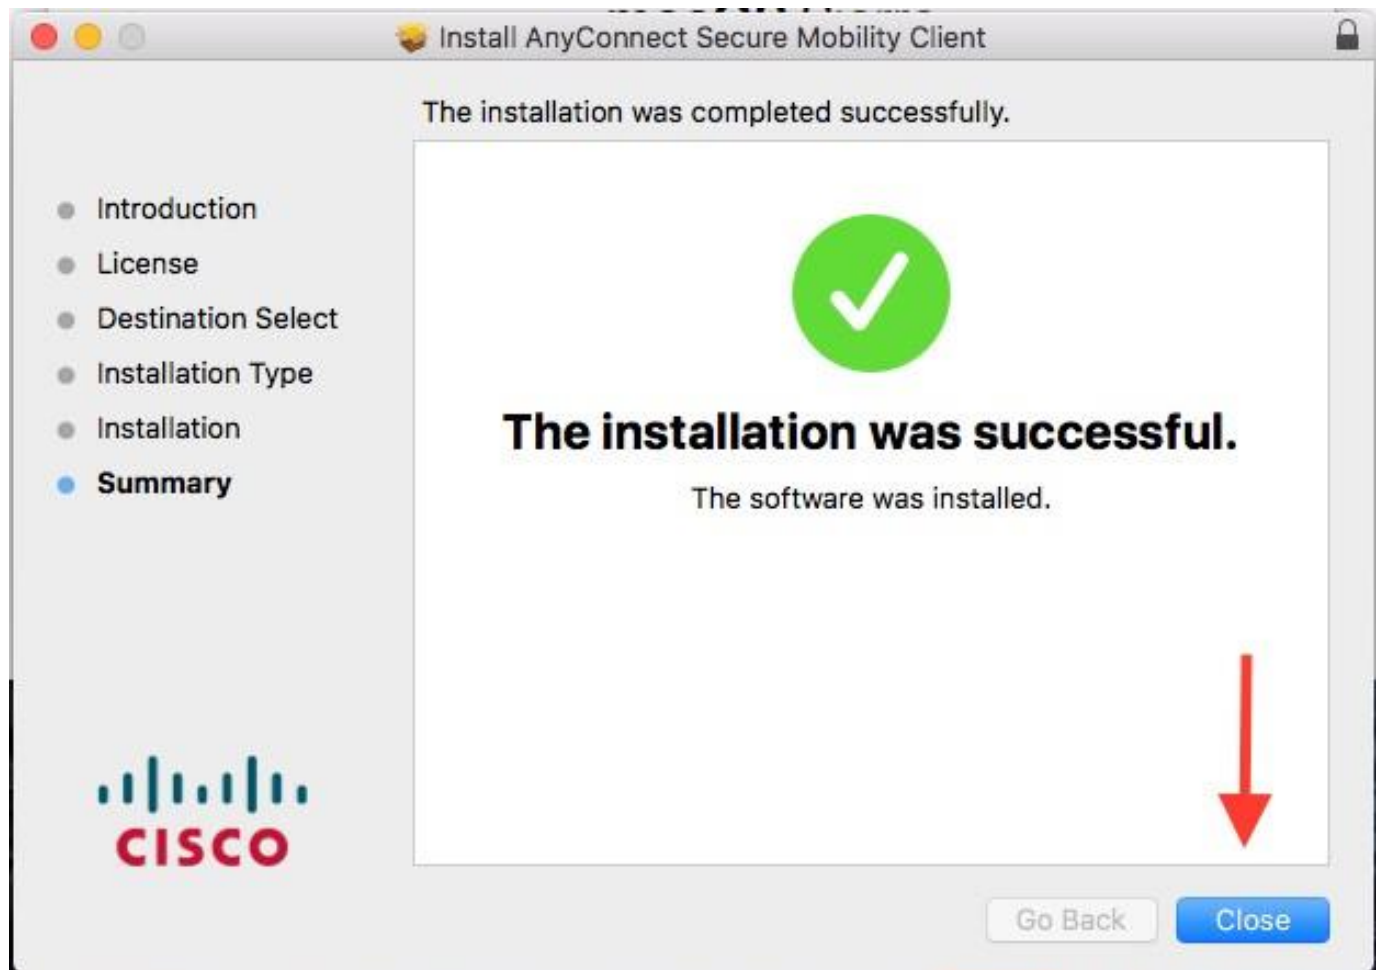 Install AnyConnect Secure Mobility Client
The installation was completed successfully.
Introduction
License
Destination Select
Installation Type
Installation
Summary
The installation was successful.
The software was installed.
CISCO
Go Back
Close